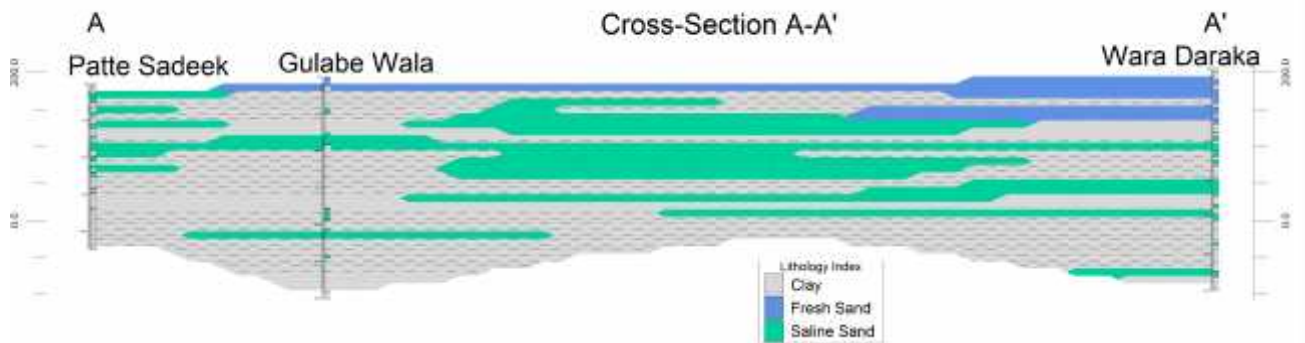 A
Cross-Section A-A'
A'
Patte Sadeek
Gulabe Wala
Wara Daraka
200.0
200.0
0.0
0.0
Lithology Index
Clay
Fresh Sand
Saline Sand